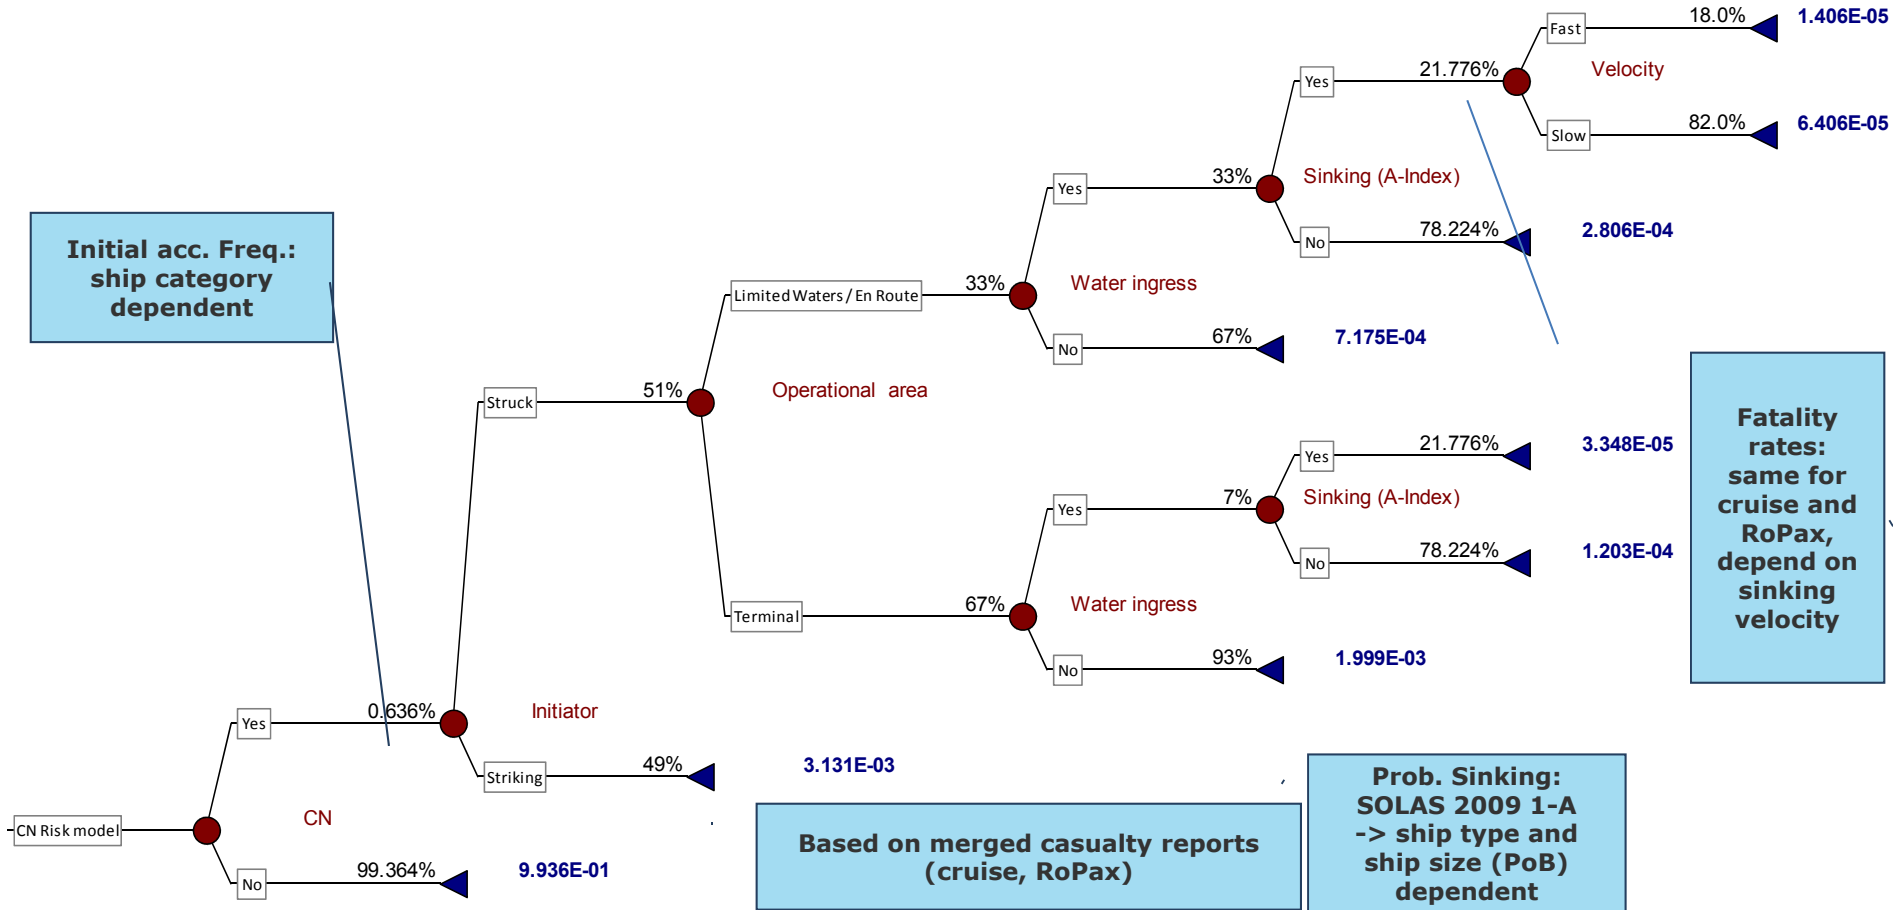 18.0%
1.406E-05
Fast
21.776%
Velocity
Yes
Slow
82.0%
6.406E-05
33%
Sinking (A-Index)
Yes
No
78.224%
2.806E-04
Initial acc. Freq.:
ship category
dependent
Limited Waters / En Route
33%
Water ingress
No
67%
7.175E-04
Struck
51%
Operational area
Fatality
rates:
same for
cruise and
RoPax,
depend on
sinking
velocity
Yes
21.776%
3.348E-05
Yes
7%
Sinking (A-Index)
No
78.224%
1.203E-04
Terminal
67%
Water ingress
No
93%
1.999E-03
Yes
0.636%
Initiator
Striking
49%
3.131E-03
CN Risk model
CN
No
99.364%
9.936E-01
Based on merged casualty reports
(cruise, RoPax)
Prob. Sinking:
SOLAS 2009 1-A
-> ship type and
ship size (PoB)
dependent